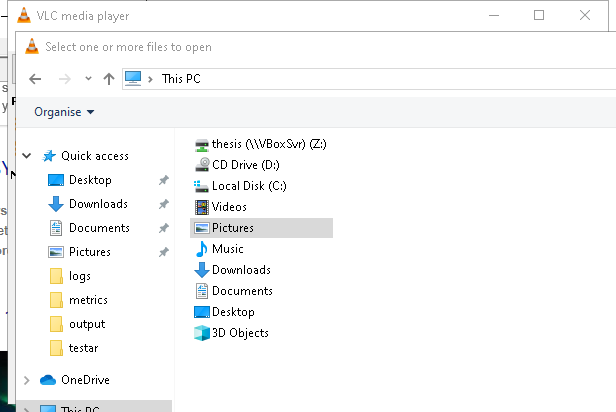 VLC media player
Select one or more files to open
This PC
Organise
Quick access
Desktop
Downloads
Documents
Pictures
logs
metrics
output
testar
OneDrive
This PC
thesis (\\VBoxSvr) (Z:)
CD Drive (D:)
Local Disk (C:)
Videos
Pictures
Music
Downloads
Documents
Desktop
3D Objects